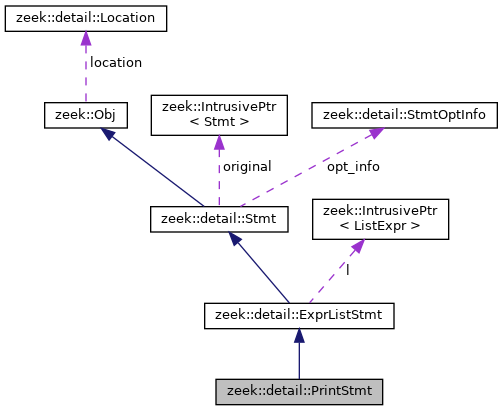 zeek::detail::Location
location
zeek::Obj
zeek::IntrusivePtr
< Stmt >
zeek::detail::StmtOptInfo
original
opt_info
zeek::detail::Stmt
zeek::IntrusivePtr
< ListExpr >
l
zeek::detail::ExprListStmt
zeek::detail::PrintStmt